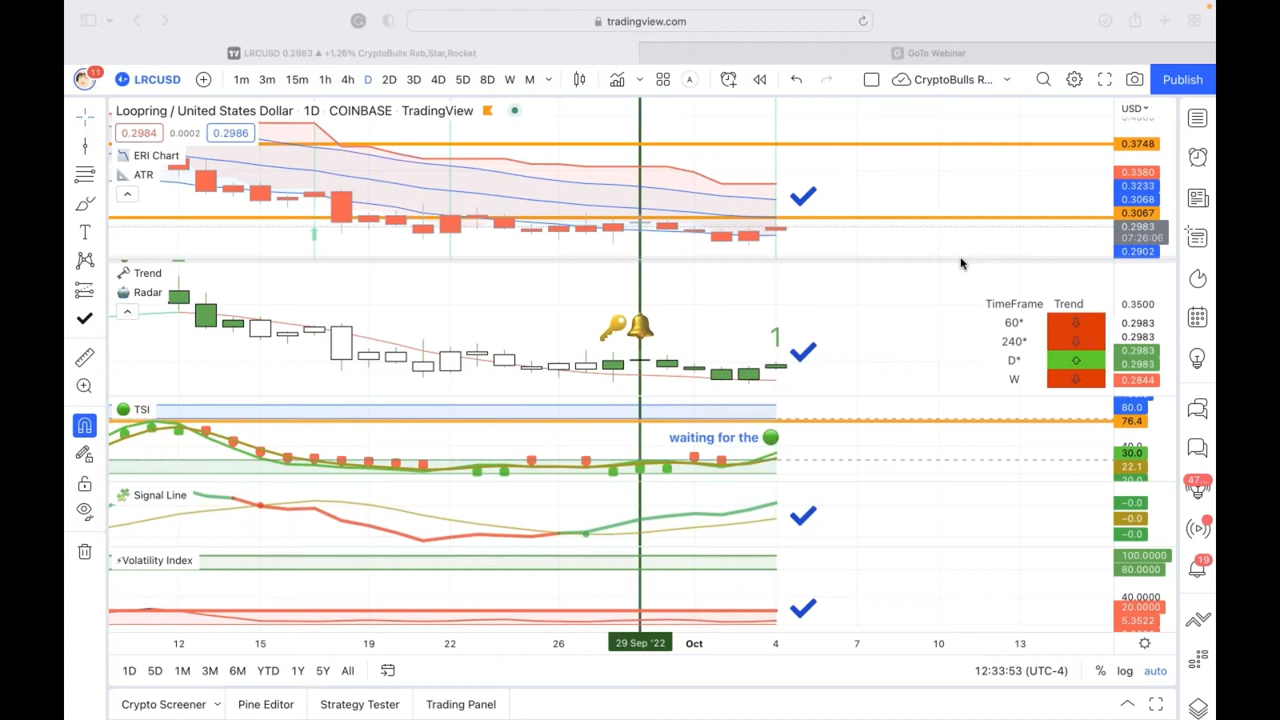 tradingview.com
LRCUSD 0.2983 ▲ +1.26% CryptoBulls Rab,Star,Rocket
GoTo Webinar
11
LRCUSD
1m 3m 15m 1h 4h D 2D 3D 4D 5D 8D W M
CryptoBulls R...
Publish
Loopring / United States Dollar · 1D · COINBASE · TradingView
USD
0.2984 0.0002 0.2986
0.3748
ERI Chart
ATR
0.3380
0.3233
0.3068
0.3067
0.2983
07:26:06
0.2902
Trend
Radar
TimeFrame Trend
60*
240*
D*
W
1
0.3500
0.2983
0.2983
0.2983
0.2983
0.2844
TSI
80.0
76.4
waiting for the
30.0
22.1
47...
Signal Line
−0.0
−0.0
−0.0
⚡Volatility Index
100.0000
80.0000
19
40.0000
20.0000
5.3522
12 15 19 22 26 29 Sep '22 Oct 4 7 10 13
1D 5D 1M 3M 6M YTD 1Y 5Y All
12:33:53 (UTC-4) % log auto
Crypto Screener Pine Editor Strategy Tester Trading Panel